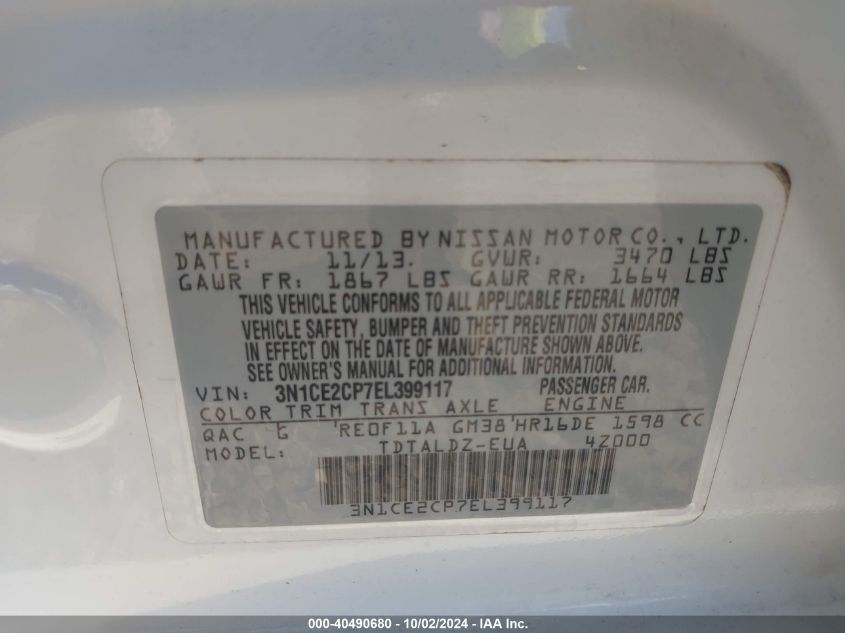 MANUFACTURED BY NISSAN MOTOR CO., LTD.
DATE: 11/13. GVWR: 3470 LBS
GAWR FR: 1867 LBS GAWR RR: 1664 LBS
THIS VEHICLE CONFORMS TO ALL APPLICABLE FEDERAL MOTOR
VEHICLE SAFETY, BUMPER AND THEFT PREVENTION STANDARDS
IN EFFECT ON THE DATE OF MANUFACTURE SHOWN ABOVE.
SEE OWNER'S MANUAL FOR ADDITIONAL INFORMATION.
VIN: 3N1CE2CP7EL399117 PASSENGER CAR.
COLOR TRIM TRANS AXLE ENGINE
QAC G 'RE0F11A GM38'HR16DE 1598 CC
MODEL: TDTALDZ-EUA 4Z000
3N1CE2CP7EL399117
000-40490680 - 10/02/2024 - IAA Inc.